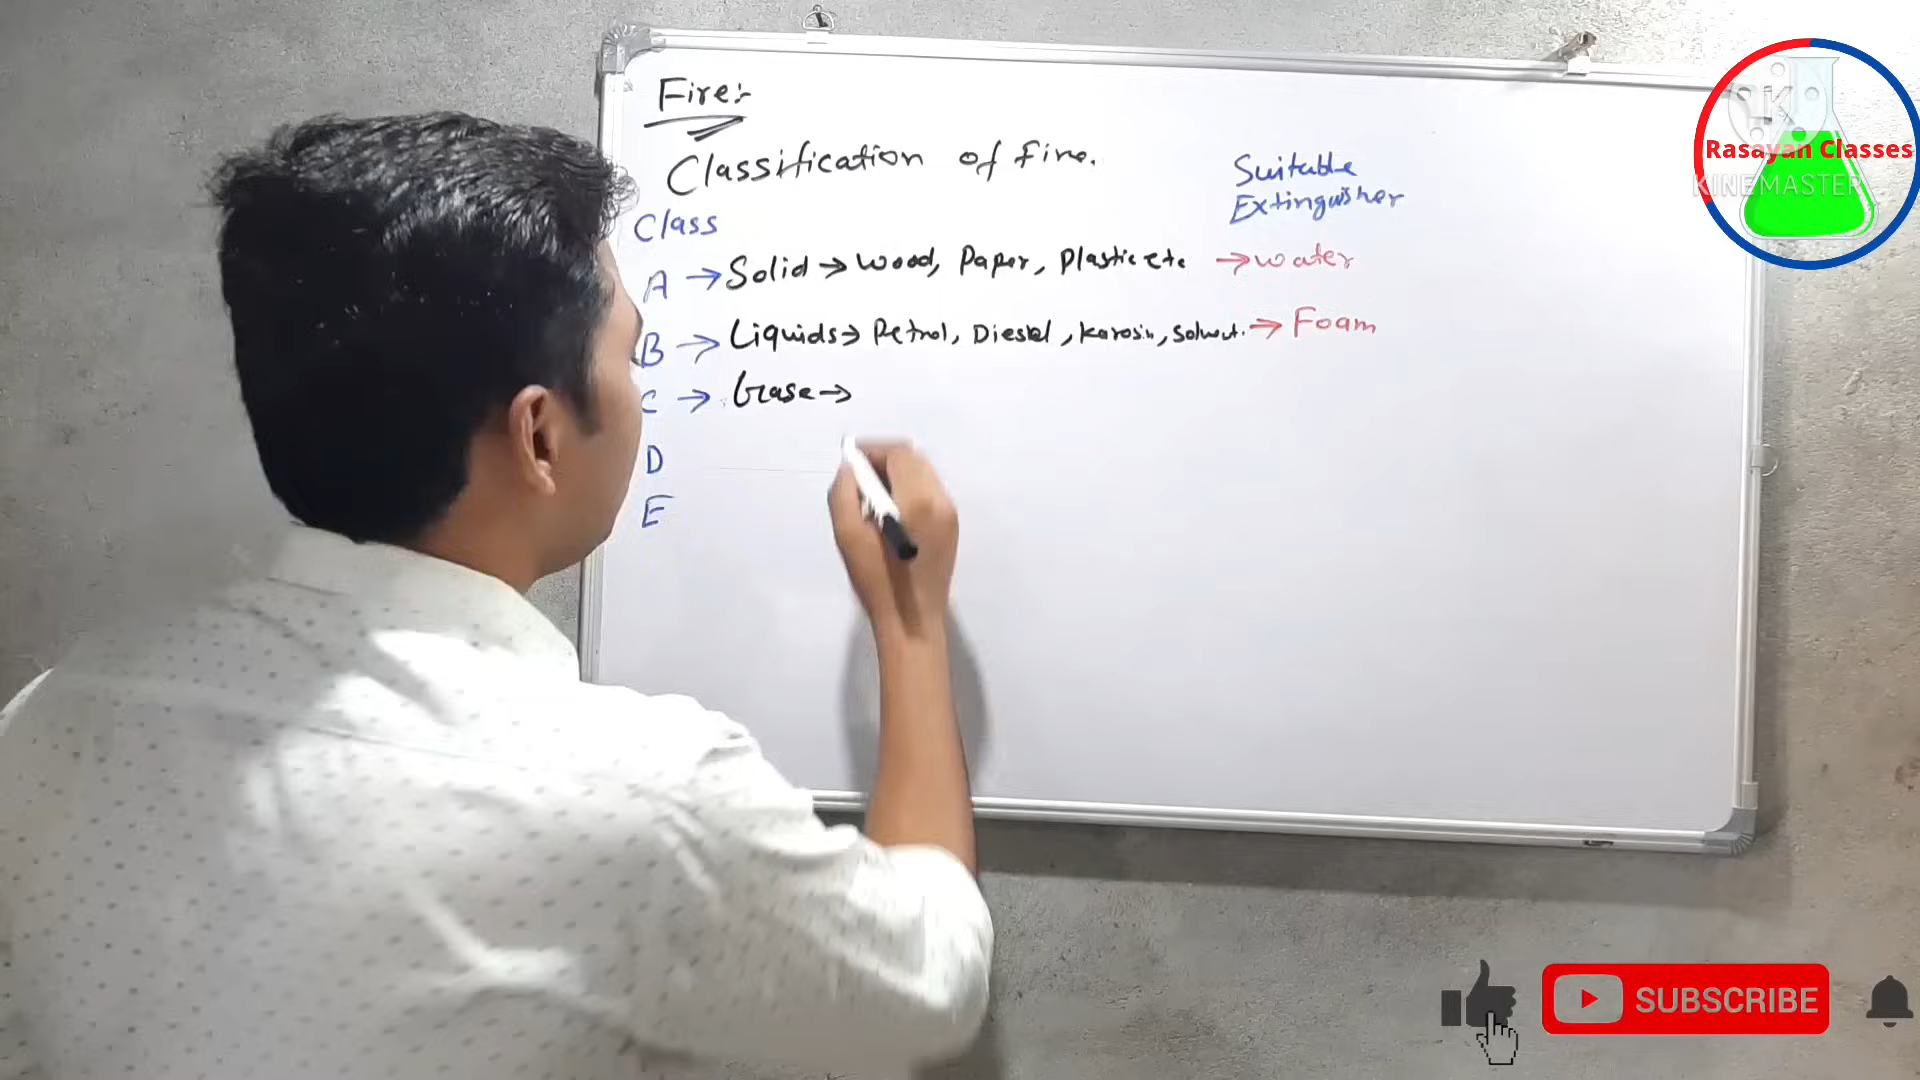 Fire:-
Classification of fire.
Suitable
Extinguisher
Class
A → Solid → Wood, Paper, Plastic etc → water
B → Liquids → Petrol, Diesel, Karosin, Solvent. → Foam
C → Gase →
D
E
Rasayan Classes
KINEMASTER
K
SUBSCRIBE